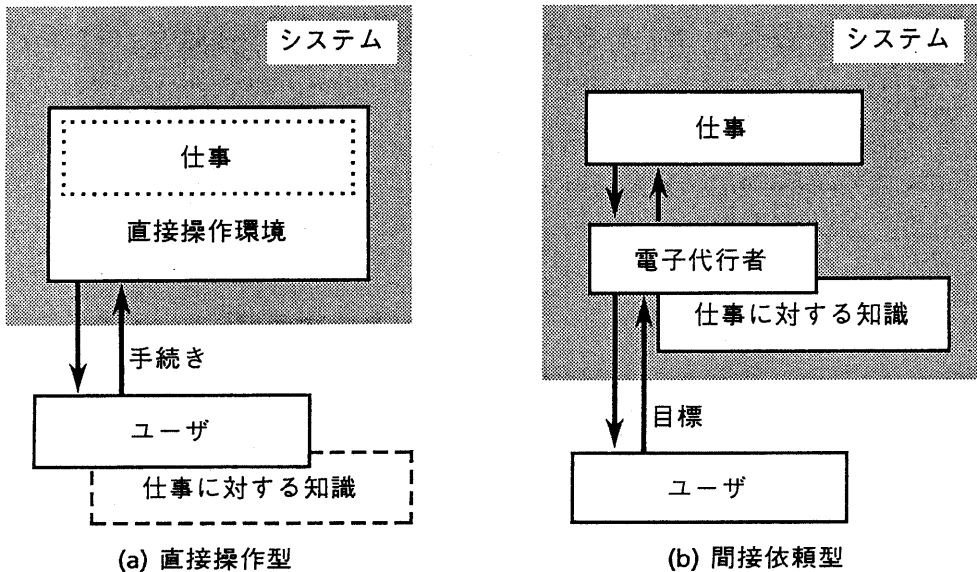 システム
仕事
直接操作環境
手続き
ユーザ
仕事に対する知識
(a) 直接操作型
システム
仕事
電子代行者
仕事に対する知識
目標
ユーザ
(b) 間接依頼型